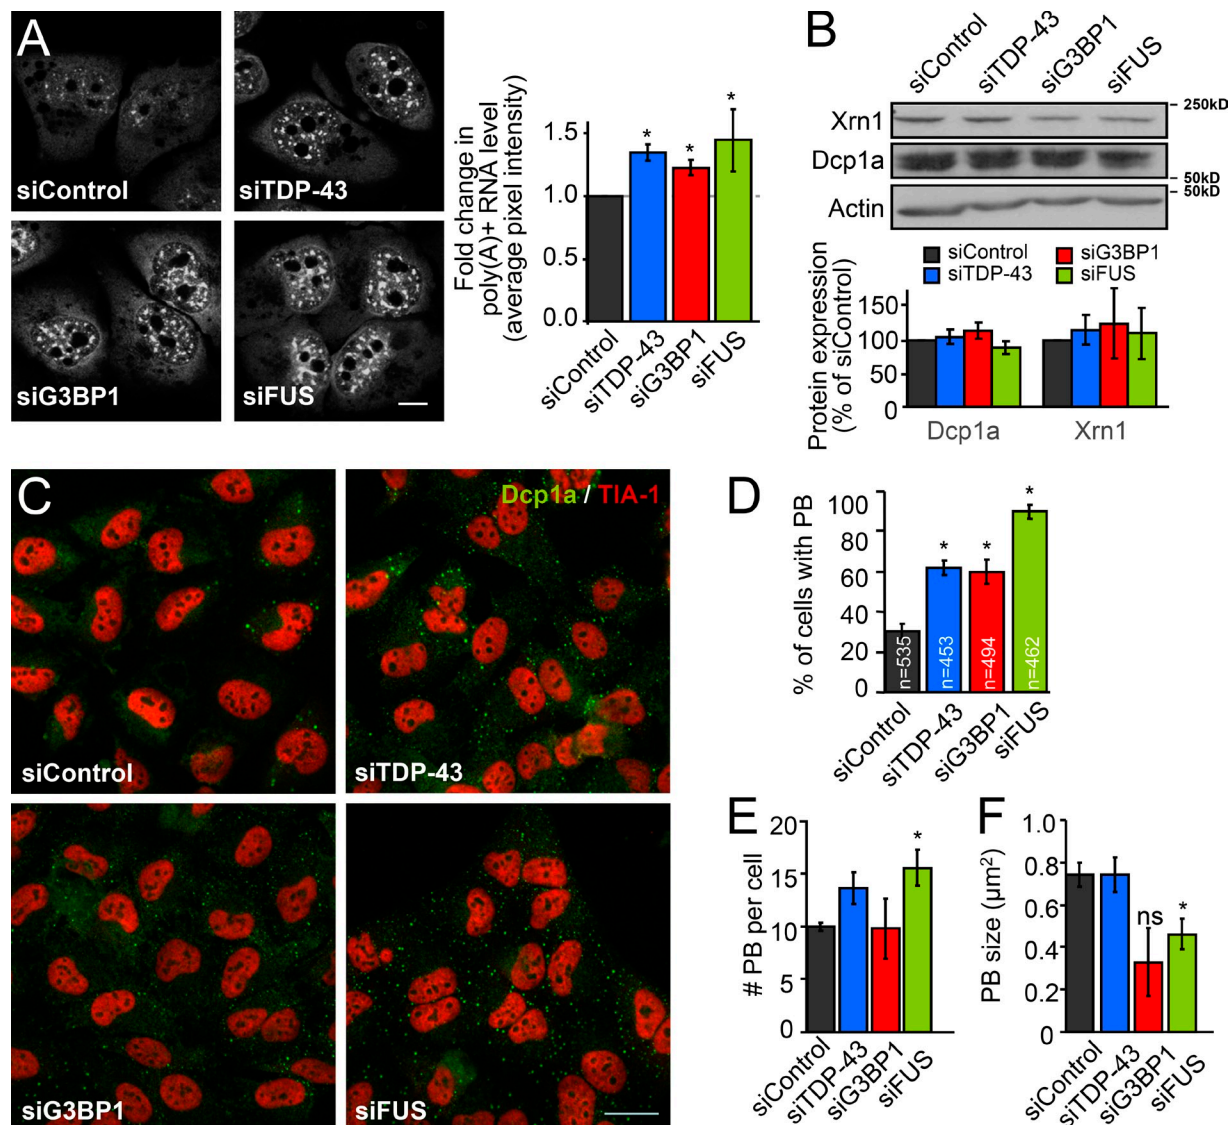 A
siControl
siTDP-43
siG3BP1
siFUS
Fold change in
poly(A)+ RNA level
(average pixel intensity)
1.5
1.0
0.5
0.0
*
*
*
siControl
siTDP-43
siG3BP1
siFUS
B
siControl
siTDP-43
siG3BP1
siFUS
Xrn1
Dcp1a
Actin
250kD
50kD
50kD
siControl
siG3BP1
siTDP-43
siFUS
Protein expression
(% of siControl)
150
100
50
0
Dcp1a
Xrn1
C
Dcp1a / TIA-1
siControl
siTDP-43
siG3BP1
siFUS
D
% of cells with PB
100
80
60
40
20
0
*
*
*
n=535
n=453
n=494
n=462
siControl
siTDP-43
siG3BP1
siFUS
E
# PB per cell
20
15
10
5
0
*
siControl
siTDP-43
siG3BP1
siFUS
F
PB size (µm²)
1.0
0.8
0.6
0.4
0.2
0
ns
*
siControl
siTDP-43
siG3BP1
siFUS